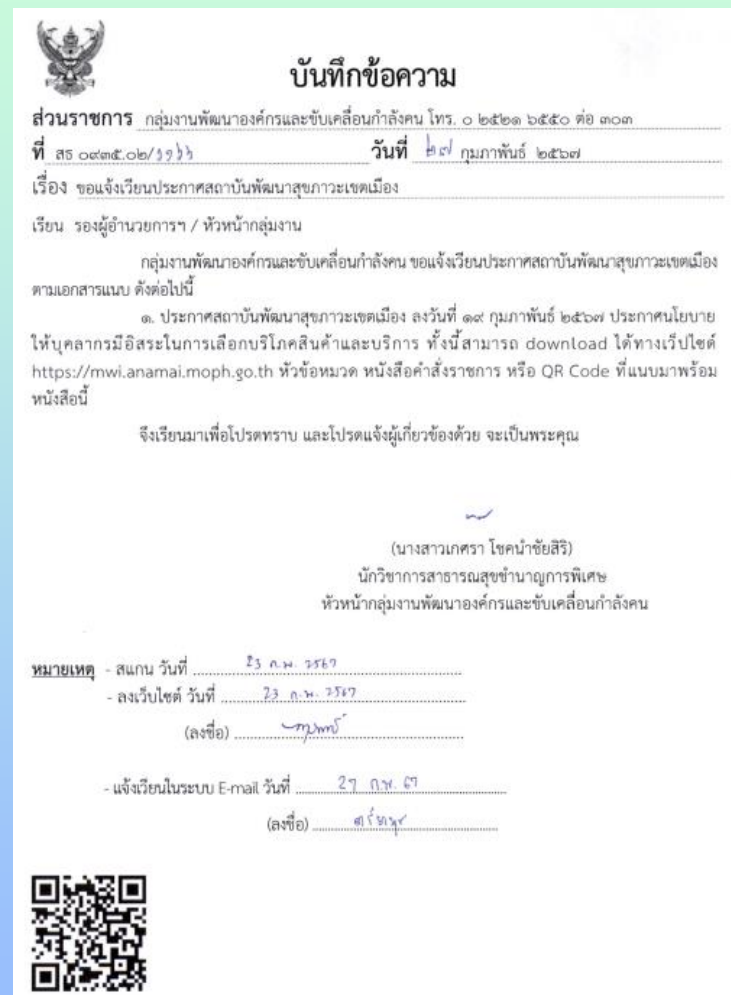 บันทึกข้อความ
ส่วนราชการ กลุ่มงานพัฒนาองค์กรและขับเคลื่อนกำลังคน โทร. ๐ ๒๕๒๑ ๖๕๕๐ ต่อ ๓๐๓
ที่ สธ ๐๙๓๕.๐๒/ วันที่ ๒๗ กุมภาพันธ์ ๒๕๖๗
เรื่อง ขอแจ้งเวียนประกาศสถาบันพัฒนาสุขภาวะเขตเมือง
เรียน รองผู้อำนวยการฯ / หัวหน้ากลุ่มงาน
กลุ่มงานพัฒนาองค์กรและขับเคลื่อนกำลังคน ขอแจ้งเวียนประกาศสถาบันพัฒนาสุขภาวะเขตเมือง
ตามเอกสารแนบ ดังต่อไปนี้
๑. ประกาศสถาบันพัฒนาสุขภาวะเขตเมือง ลงวันที่ ๑๙ กุมภาพันธ์ ๒๕๖๗ ประกาศนโยบาย
ให้บุคลากรมีอิสระในการเลือกบริโภคสินค้าและบริการ ทั้งนี้สามารถ download ได้ทางเว็ปไซต์
https://mwi.anamai.moph.go.th หัวข้อหมวด หนังสือคำสั่งราชการ หรือ QR Code ที่แนบมาพร้อม
หนังสือนี้
จึงเรียนมาเพื่อโปรดทราบ และโปรดแจ้งผู้เกี่ยวข้องด้วย จะเป็นพระคุณ
(นางสาวเกศรา โชคนำชัยสิริ)
นักวิชาการสาธารณสุขชำนาญการพิเศษ
หัวหน้ากลุ่มงานพัฒนาองค์กรและขับเคลื่อนกำลังคน
หมายเหตุ - สแกน วันที่ 23 ก.พ. 2567
- ลงเว็บไซต์ วันที่ 23 ก.พ. 2567
(ลงชื่อ)
- แจ้งเวียนในระบบ E-mail วันที่ 27 ก.พ. 67
(ลงชื่อ)